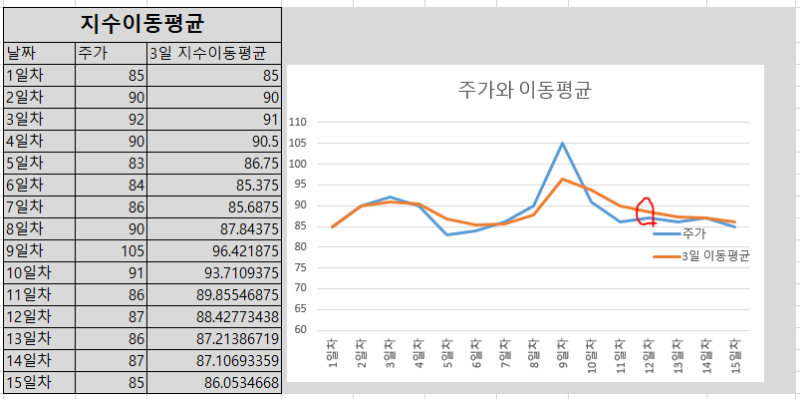 지수이동평균
날짜 주가 3일 지수이동평균
1일차 85 85
2일차 90 90
3일차 92 91
4일차 90 90.5
5일차 83 86.75
6일차 84 85.375
7일차 86 85.6875
8일차 90 87.84375
9일차 105 96.421875
10일차 91 93.7109375
11일차 86 89.85546875
12일차 87 88.42773438
13일차 86 87.21386719
14일차 87 87.10693359
15일차 85 86.0534668
주가와 이동평균
110
105
100
95
90
85
80
75
70
65
60
주가
3일 이동평균
1일차 2일차 3일차 4일차 5일차 6일차 7일차 8일차 9일차 10일차 11일차 12일차 13일차 14일차 15일차